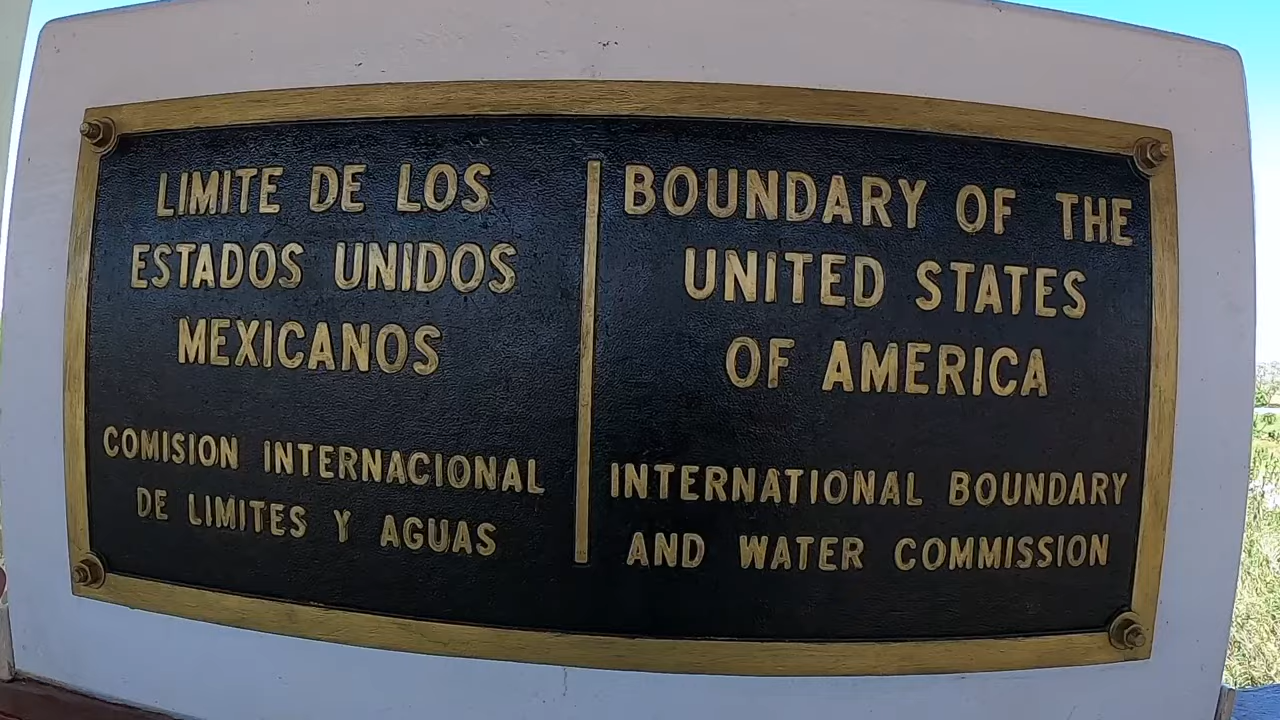 LIMITE DE LOS
ESTADOS UNIDOS
MEXICANOS
COMISION INTERNACIONAL
DE LIMITES Y AGUAS
BOUNDARY OF THE
UNITED STATES
OF AMERICA
INTERNATIONAL BOUNDARY
AND WATER COMMISSION